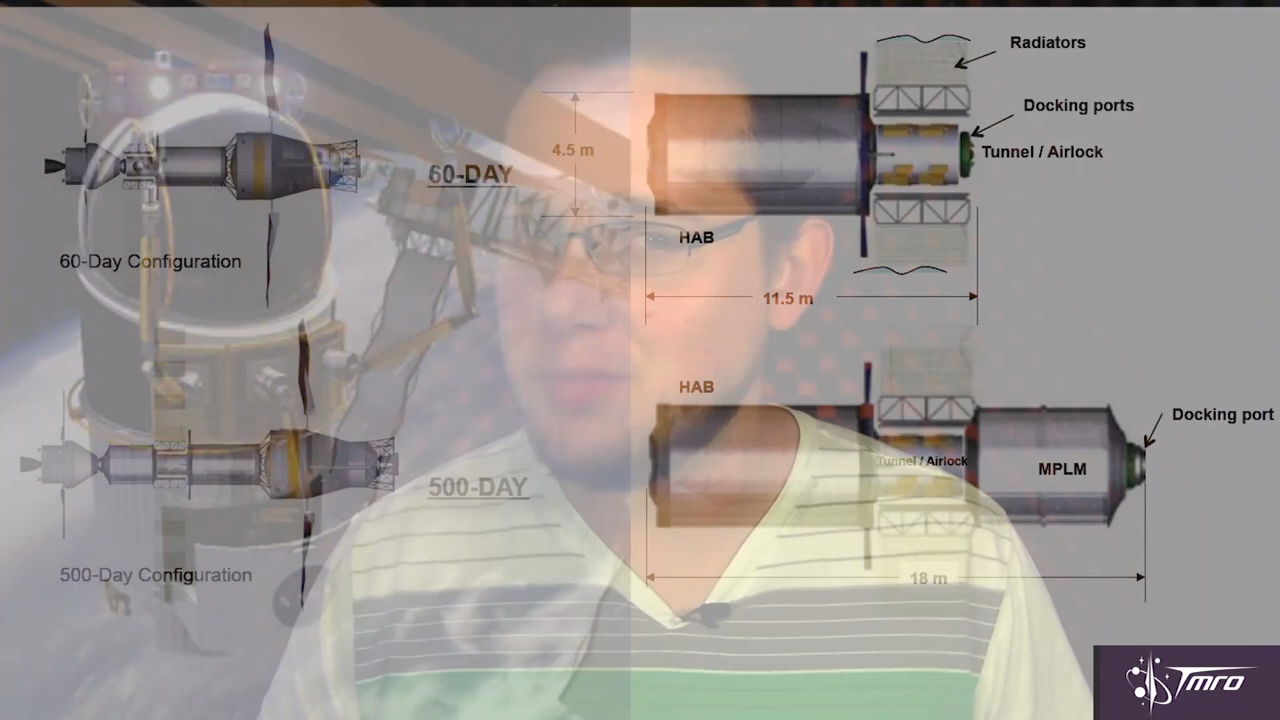 Radiators
Docking ports
Tunnel / Airlock
4.5 m
60-DAY
HAB
60-Day Configuration
11.5 m
HAB
Docking port
Tunnel / Airlock
MPLM
500-DAY
500-Day Configuration
18 m
TMRO